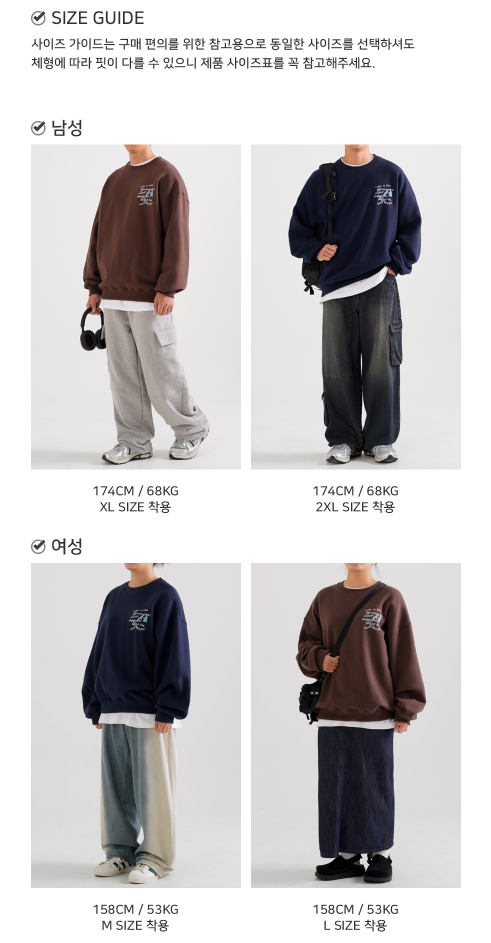 SIZE GUIDE
사이즈 가이드는 구매 편의를 위한 참고용으로 동일한 사이즈를 선택하셔도
체형에 따라 핏이 다를 수 있으니 제품 사이즈표를 꼭 참고해주세요.
남성
174CM / 68KG
XL SIZE 착용
174CM / 68KG
2XL SIZE 착용
여성
158CM / 53KG
M SIZE 착용
158CM / 53KG
L SIZE 착용